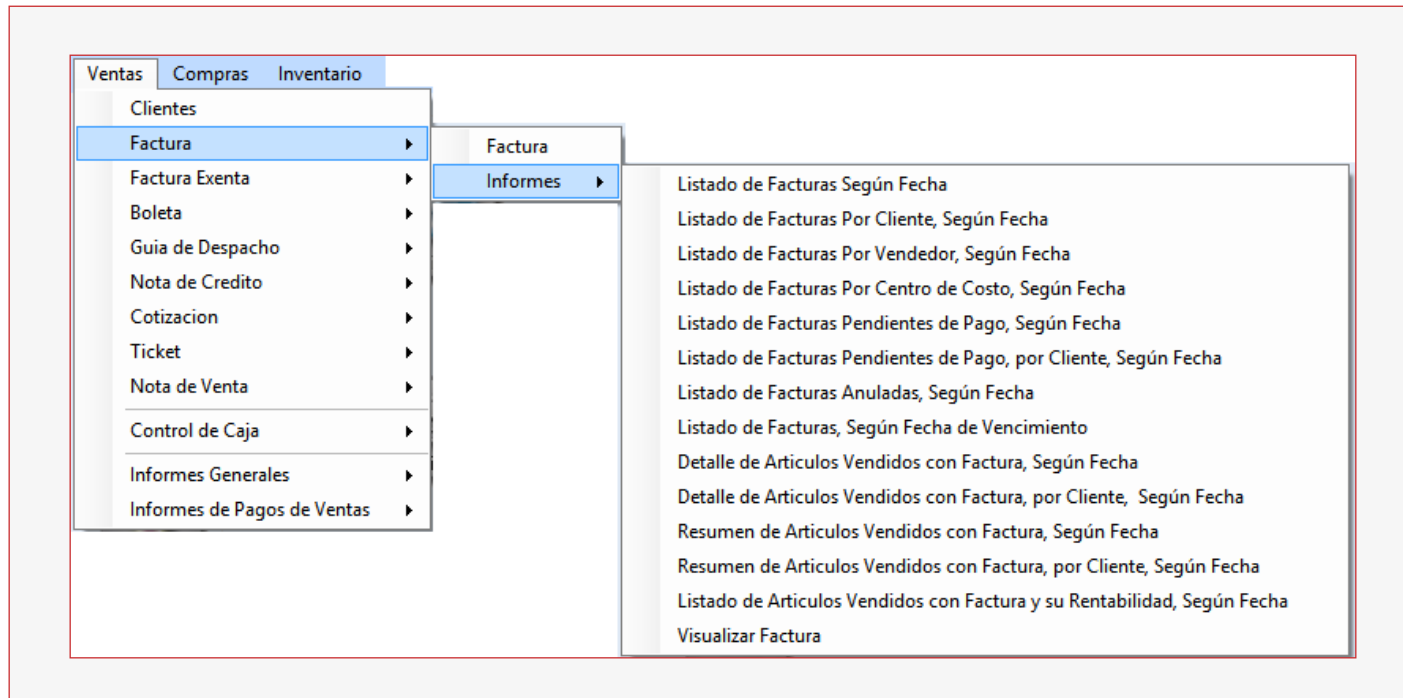 Ventas Compras Inventario
Clientes
Factura
Factura Exenta
Boleta
Guia de Despacho
Nota de Credito
Cotizacion
Ticket
Nota de Venta
Control de Caja
Informes Generales
Informes de Pagos de Ventas
Factura
Informes
Listado de Facturas Según Fecha
Listado de Facturas Por Cliente, Según Fecha
Listado de Facturas Por Vendedor, Según Fecha
Listado de Facturas Por Centro de Costo, Según Fecha
Listado de Facturas Pendientes de Pago, Según Fecha
Listado de Facturas Pendientes de Pago, por Cliente, Según Fecha
Listado de Facturas Anuladas, Según Fecha
Listado de Facturas, Según Fecha de Vencimiento
Detalle de Articulos Vendidos con Factura, Según Fecha
Detalle de Articulos Vendidos con Factura, por Cliente, Según Fecha
Resumen de Articulos Vendidos con Factura, Según Fecha
Resumen de Articulos Vendidos con Factura, por Cliente, Según Fecha
Listado de Articulos Vendidos con Factura y su Rentabilidad, Según Fecha
Visualizar Factura